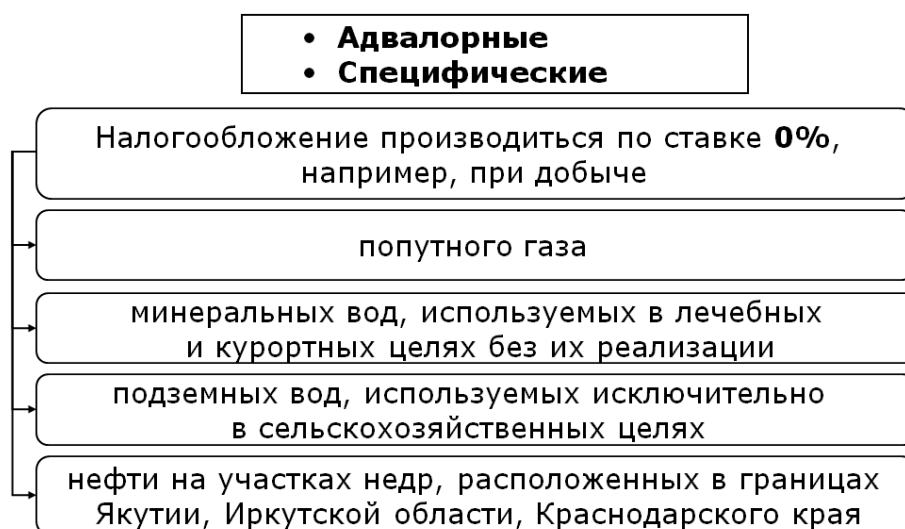 • Адвалорные
• Специфические
Налогообложение производиться по ставке 0%,
например, при добыче
попутного газа
минеральных вод, используемых в лечебных
и курортных целях без их реализации
подземных вод, используемых исключительно
в сельскохозяйственных целях
нефти на участках недр, расположенных в границах
Якутии, Иркутской области, Краснодарского края